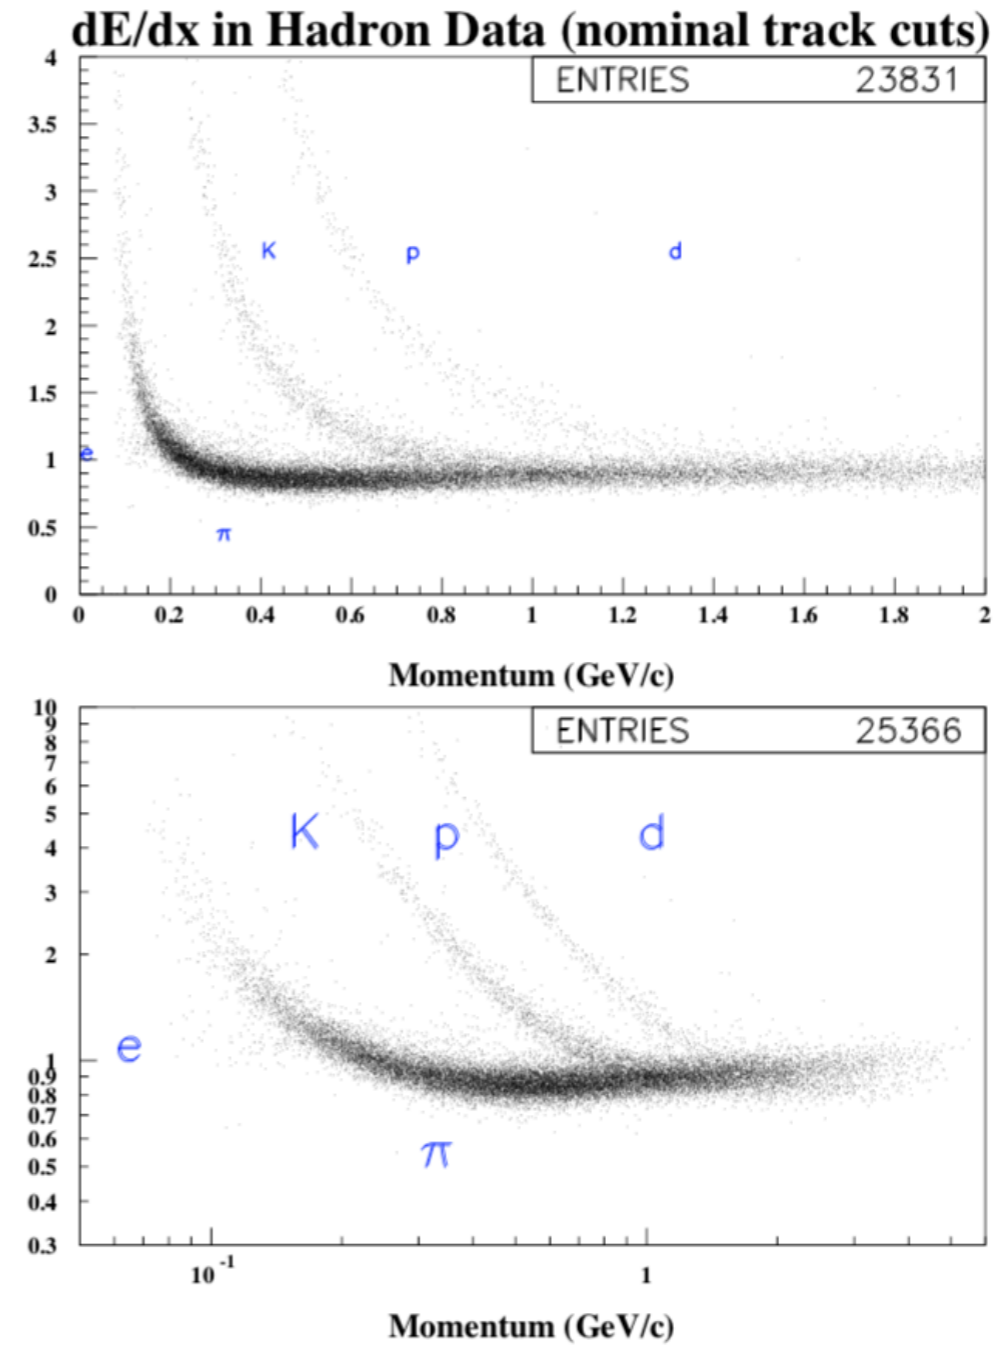 dE/dx in Hadron Data (nominal track cuts)
ENTRIES 23831
4
3.5
3
2.5
2
1.5
1
0.5
0
K p d
e
π
0 0.2 0.4 0.6 0.8 1 1.2 1.4 1.6 1.8 2
Momentum (GeV/c)
ENTRIES 25366
10
9
8
7
6
5
4
3
2
1
0.9
0.8
0.7
0.6
0.5
0.4
0.3
K p d
e
π
10⁻¹ 1
Momentum (GeV/c)